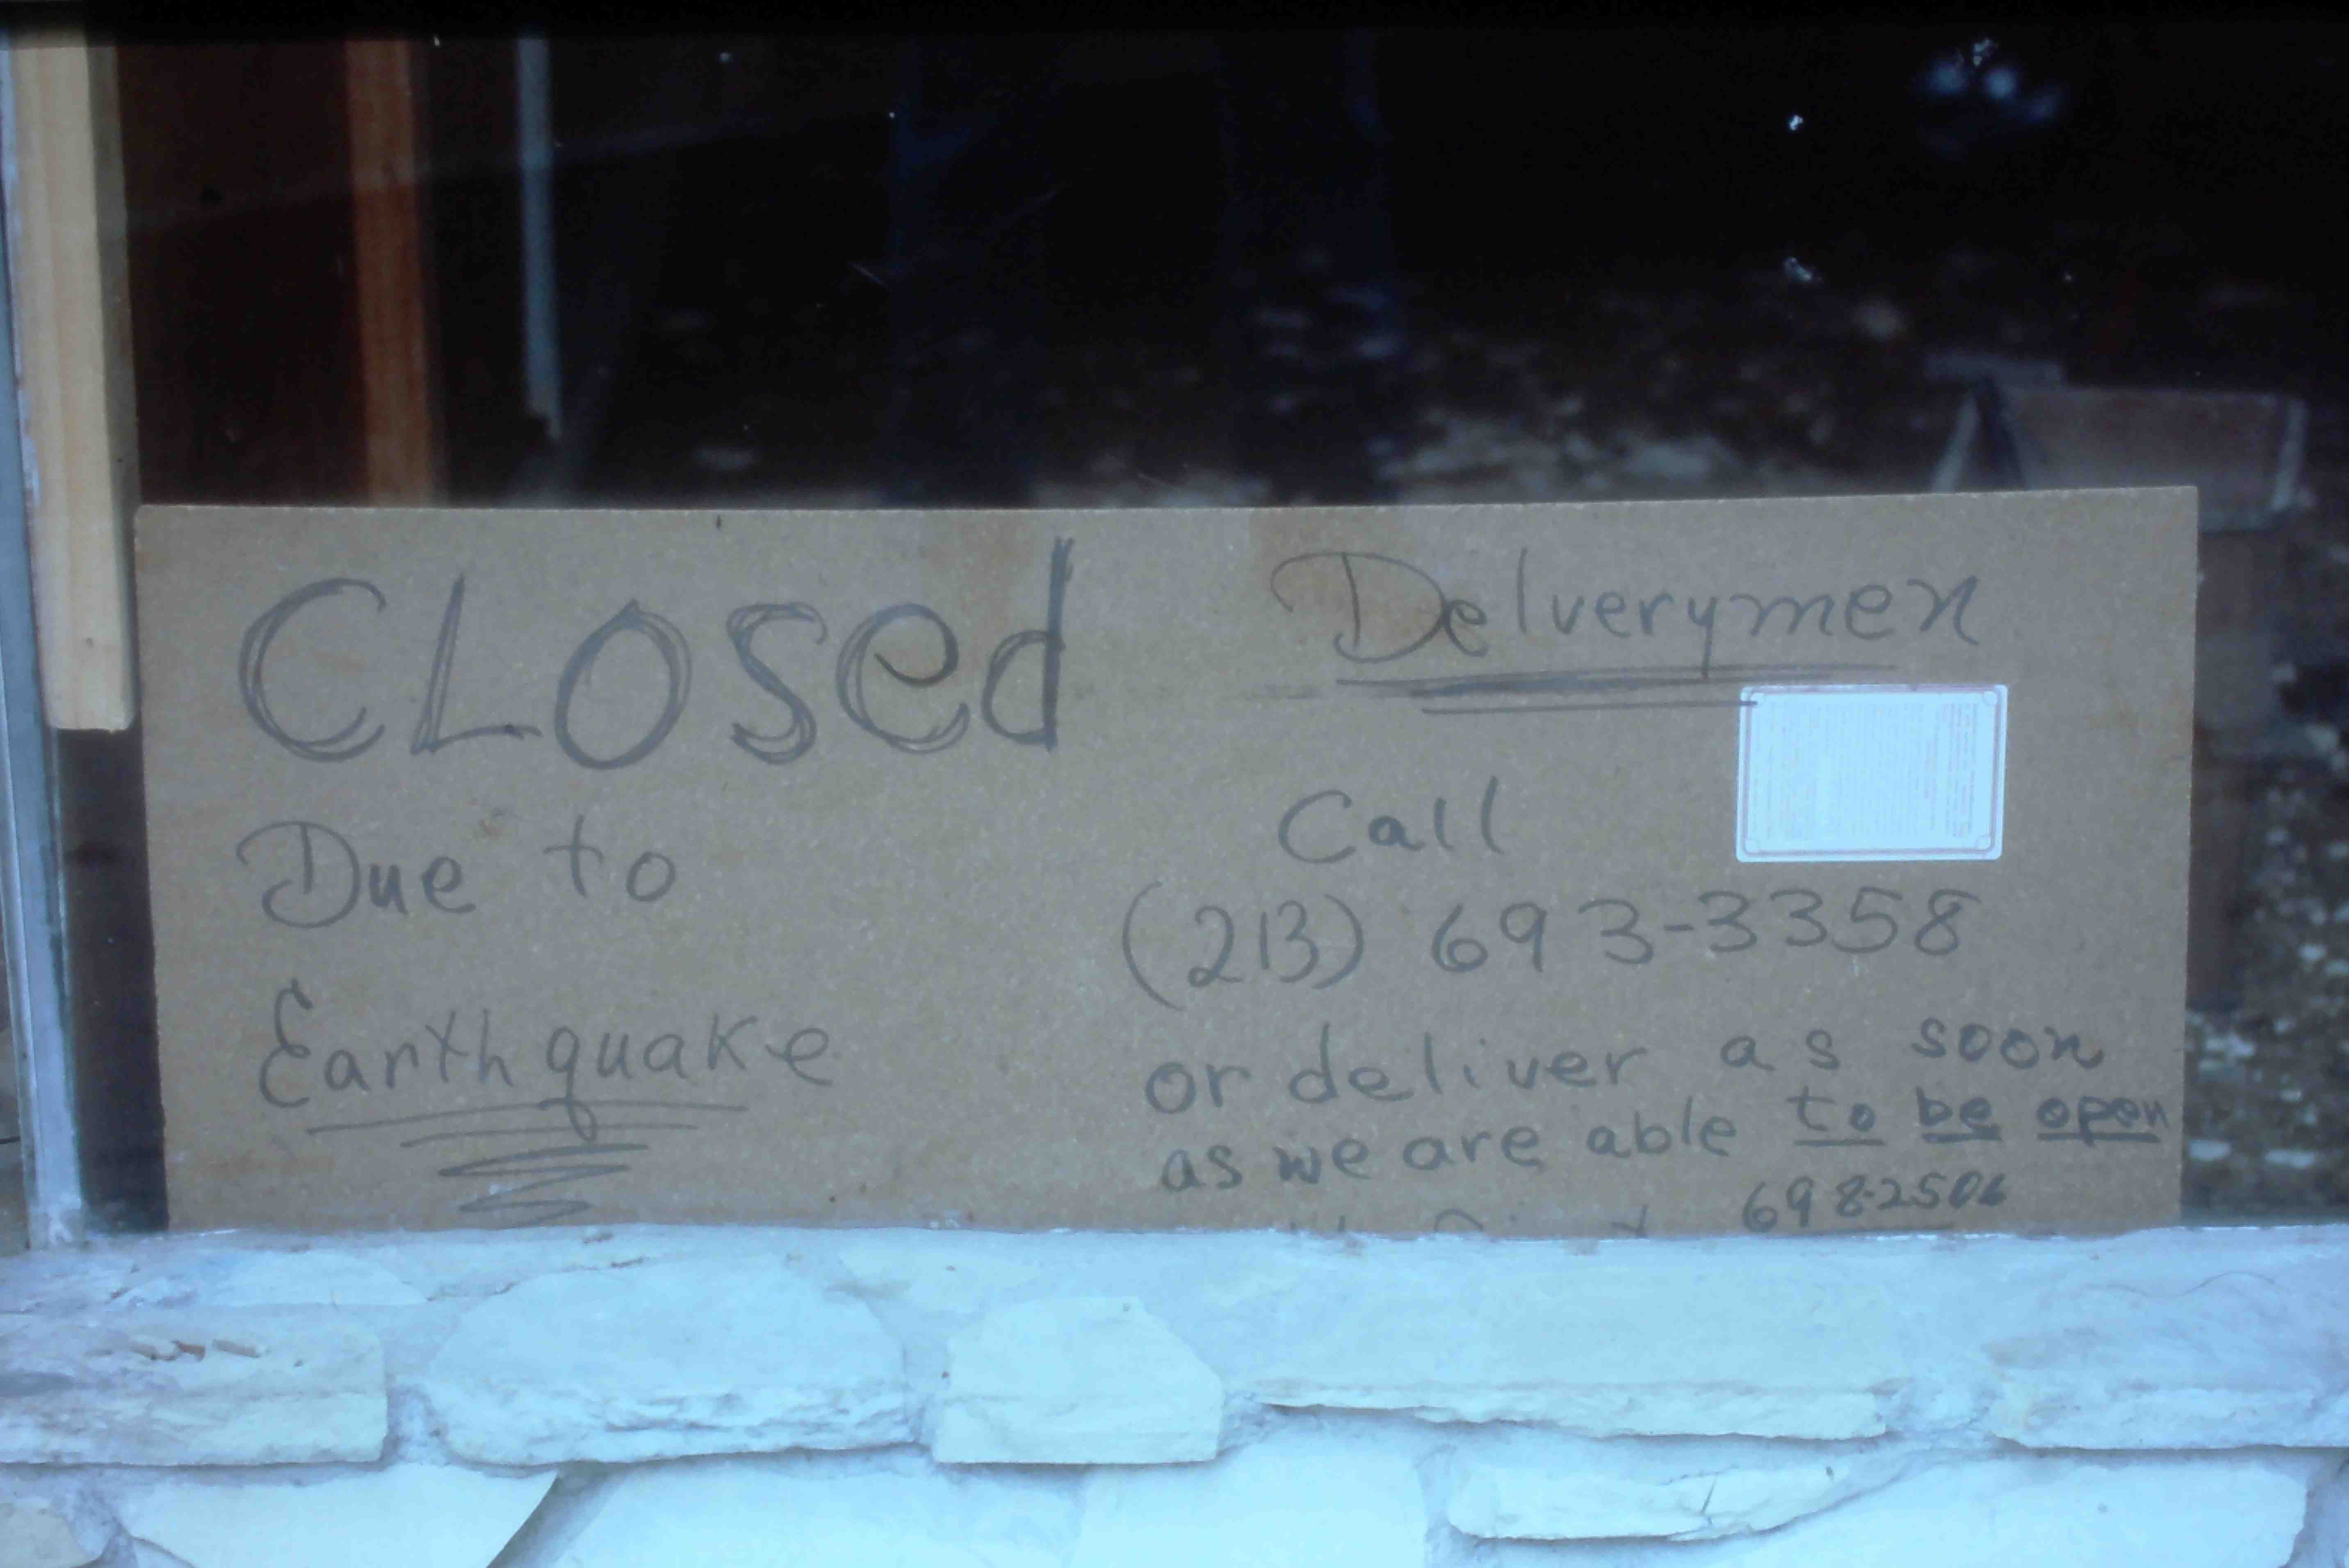 CLOSed
Due to
Earthquake
Delverymen
Call
(213) 693-3358
or deliver as soon
as we are able to be open
698-2506